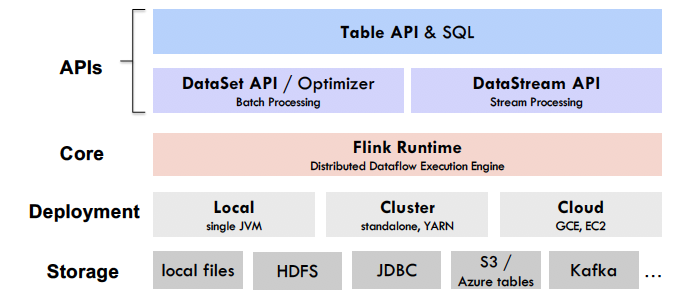 Table API & SQL
APIs
DataSet API / Optimizer
Batch Processing
DataStream API
Stream Processing
Core
Flink Runtime
Distributed Dataflow Execution Engine
Deployment
Local
single JVM
Cluster
standalone, YARN
Cloud
GCE, EC2
Storage
local files
HDFS
JDBC
S3 /
Azure tables
Kafka
...